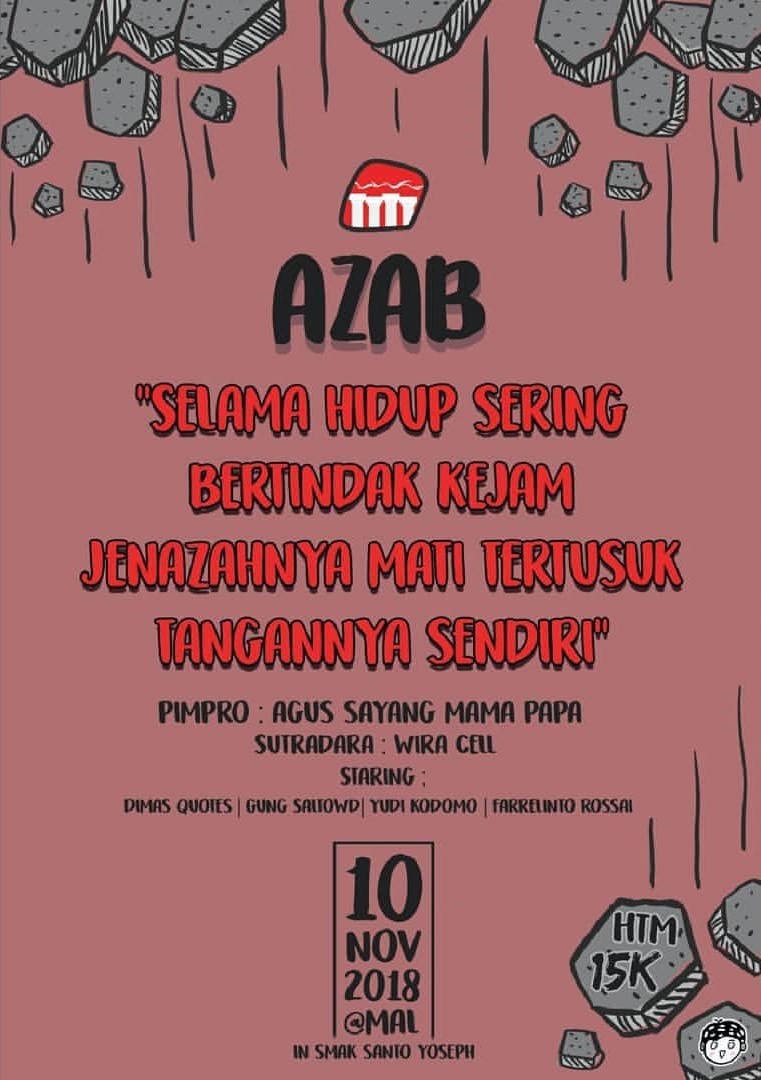 AZAB
"SELAMA HIDUP SERING
BERTINDAK KEJAM
JENAZAHNYA MATI TERTUSUK
TANGANNYA SENDIRI"
PIMPRO : AGUS SAYANG MAMA PAPA
SUTRADARA : WIRA CELL
STARING ;
DIMAS QUOTES | GUNG SALTOWD| YUDI KODOMO | FARRELINTO ROSSAI
10
NOV
2018
@MAL
IN SMAK SANTO YOSEPH
HTM
15K